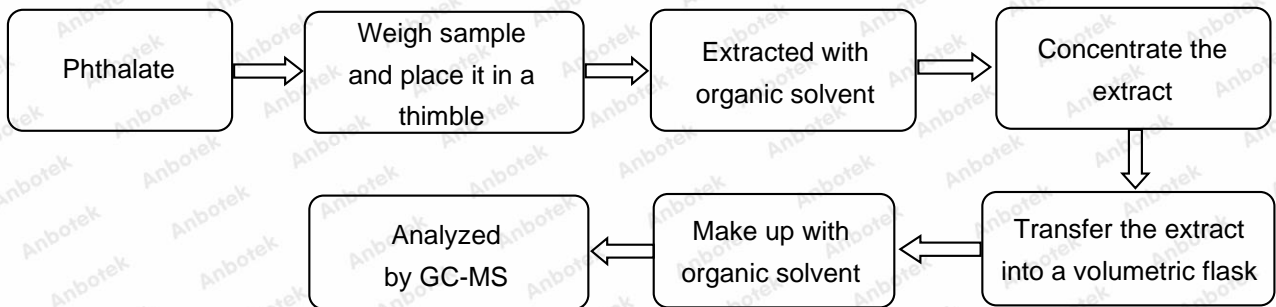 Phthalate
Weigh sample
and place it in a
thimble
Extracted with
organic solvent
Concentrate the
extract
Transfer the extract
into a volumetric flask
Make up with
organic solvent
Analyzed
by GC-MS
Anbotek